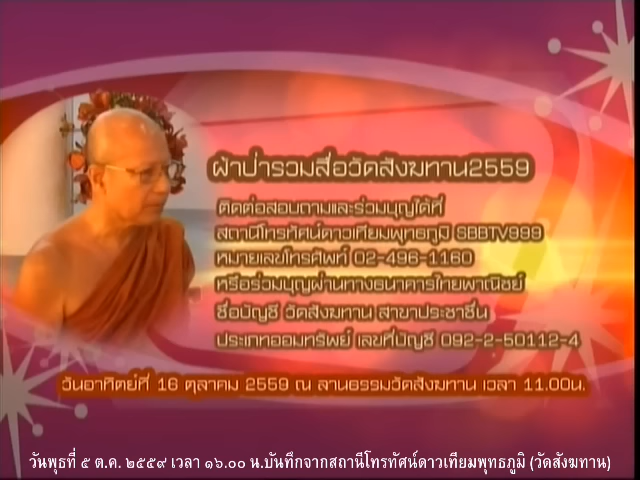 ผ้าป่ารวมสื่อวัดสังฆทาน2559
ติดต่อสอบถามและร่วมบุญได้ที่
สถานีโทรทัศน์ดาวเทียมพุทธภูมิ SBBTV999
หมายเลขโทรศัพท์ 02-496-1160
หรือร่วมบุญผ่านทางธนาคารไทยพาณิชย์
ชื่อบัญชี วัดสังฆทาน สาขาประชาชื่น
ประเภทออมทรัพย์ เลขที่บัญชี 092-2-50112-4
วันอาทิตย์ที่ 16 ตุลาคม 2559 ณ ลานธรรมวัดสังฆทาน เวลา 11.00น.
วันพุธที่ ๕ ต.ค. ๒๕๕๙ เวลา ๑๖.๐๐ น.บันทึกจากสถานีโทรทัศน์ดาวเทียมพุทธภูมิ (วัดสังฆทาน)